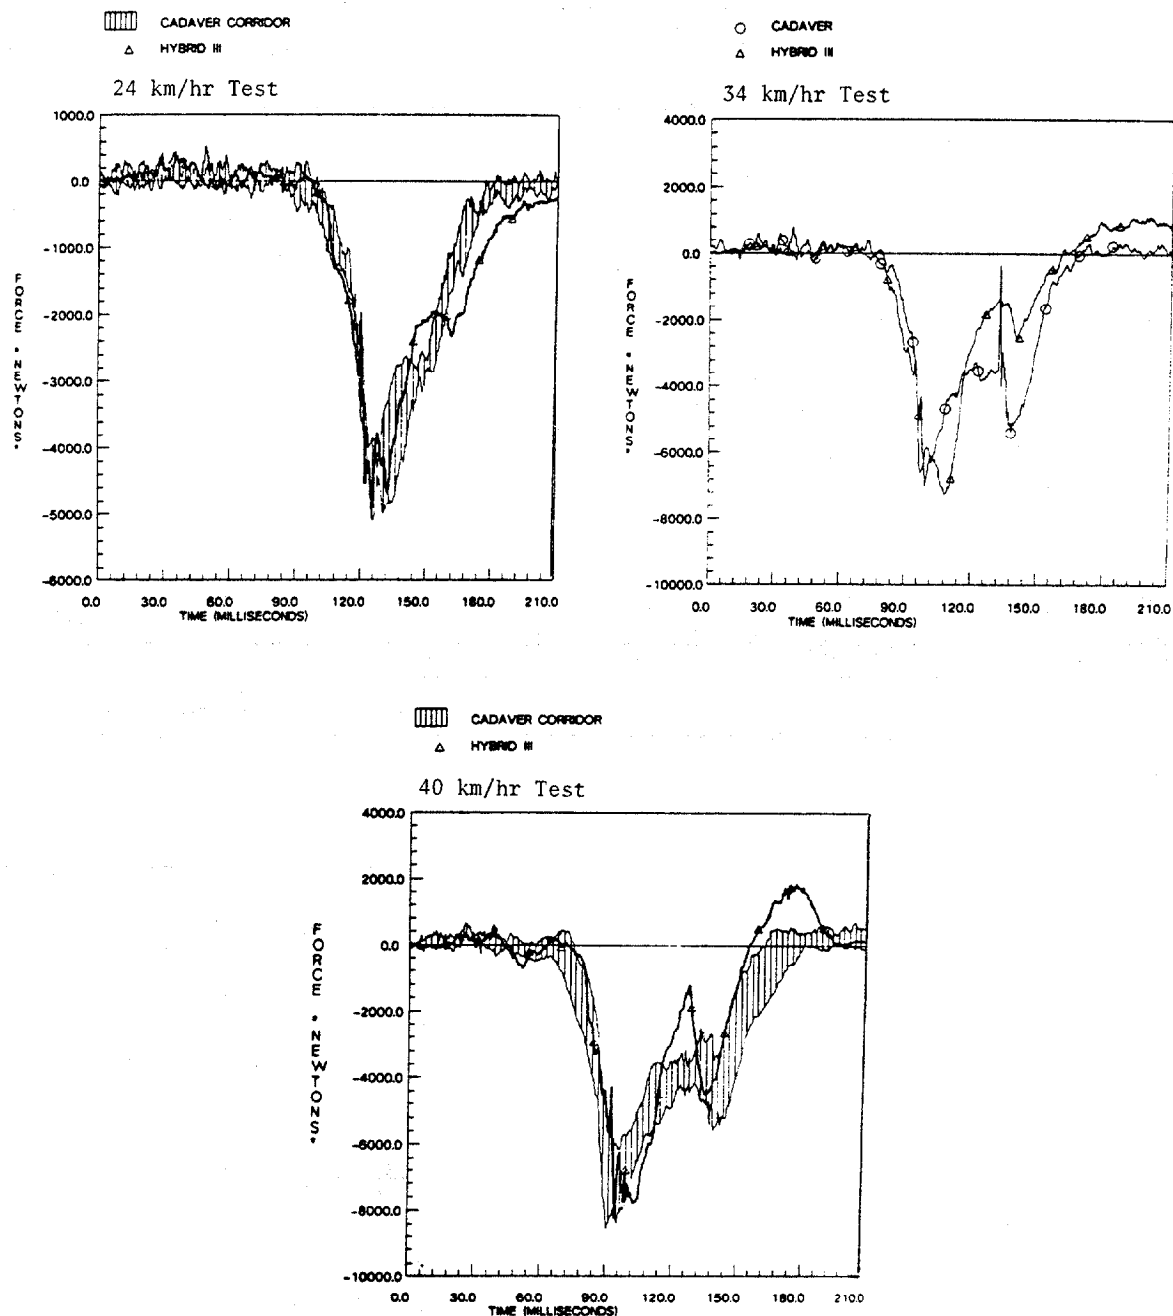 CADAVER CORRIDOR
HYBRID III
24 km/hr Test
1000.0
0.0
-1000.0
-2000.0
-3000.0
-4000.0
-5000.0
-6000.0
FORCE "NEWTONS"
0.0 30.0 60.0 90.0 120.0 150.0 180.0 210.0
TIME (MILLISECONDS)
CADAVER
HYBRID III
34 km/hr Test
4000.0
2000.0
0.0
-2000.0
-4000.0
-6000.0
-8000.0
-10000.0
FORCE "NEWTONS"
0.0 30.0 60.0 90.0 120.0 150.0 180.0 210.0
TIME (MILLISECONDS)
CADAVER CORRIDOR
HYBRID III
40 km/hr Test
4000.0
2000.0
0.0
-2000.0
-4000.0
-6000.0
-8000.0
-10000.0
FORCE "NEWTONS"
0.0 30.0 60.0 90.0 120.0 150.0 180.0 210.0
TIME (MILLISECONDS)